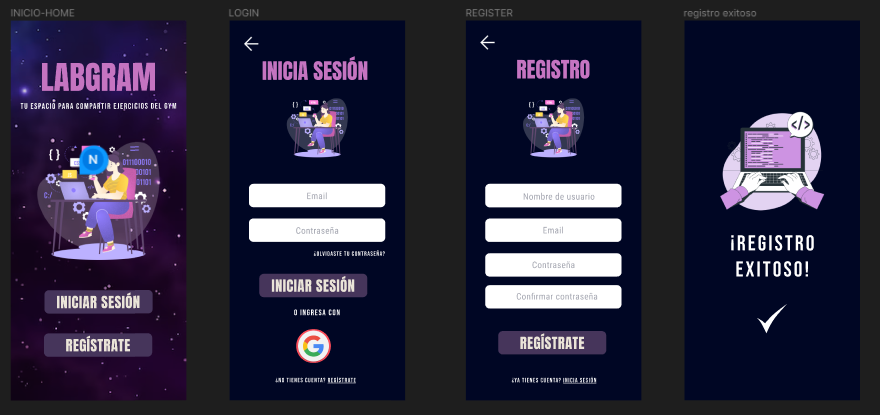 INICIO-HOME
LABGRAM
TU ESPACIO PARA COMPARTIR EJERCICIOS DEL GYM
{ }
N
011100010
C:/
INICIAR SESIÓN
REGÍSTRATE
LOGIN
INICIA SESIÓN
Email
Contraseña
¿OLVIDASTE TU CONTRASEÑA?
INICIAR SESIÓN
O INGRESA CON
G
¿NO TIENES CUENTA? REGÍSTRATE
REGISTER
REGISTRO
Nombre de usuario
Email
Contraseña
Confirmar contraseña
REGÍSTRATE
¿YA TIENES CUENTA? INICIA SESIÓN
registro exitoso
</>
¡REGISTRO
EXITOSO!